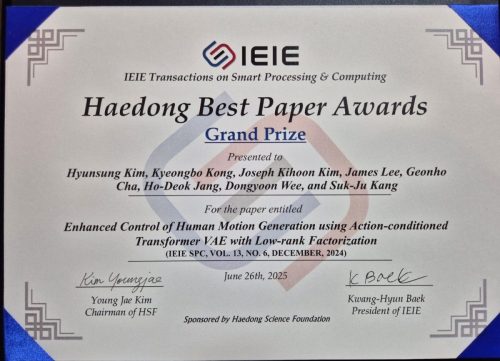 IEIE
IEIE Transactions on Smart Processing & Computing
Haedong Best Paper Awards
Grand Prize
Presented to
Hyunsung Kim, Kyeongbo Kong, Joseph Kihoon Kim, James Lee, Geonho
Cha, Ho-Deok Jang, Dongyoon Wee, and Suk-Ju Kang
For the paper entitled
Enhanced Control of Human Motion Generation using Action-conditioned
Transformer VAE with Low-rank Factorization
(IEIE SPC, VOL. 13, NO. 6, DECEMBER, 2024)
Kim Youngjae
June 26th, 2025
K Baek
Young Jae Kim
Chairman of HSF
Kwang-Hyun Baek
President of IEIE
Sponsored by Haedong Science Foundation